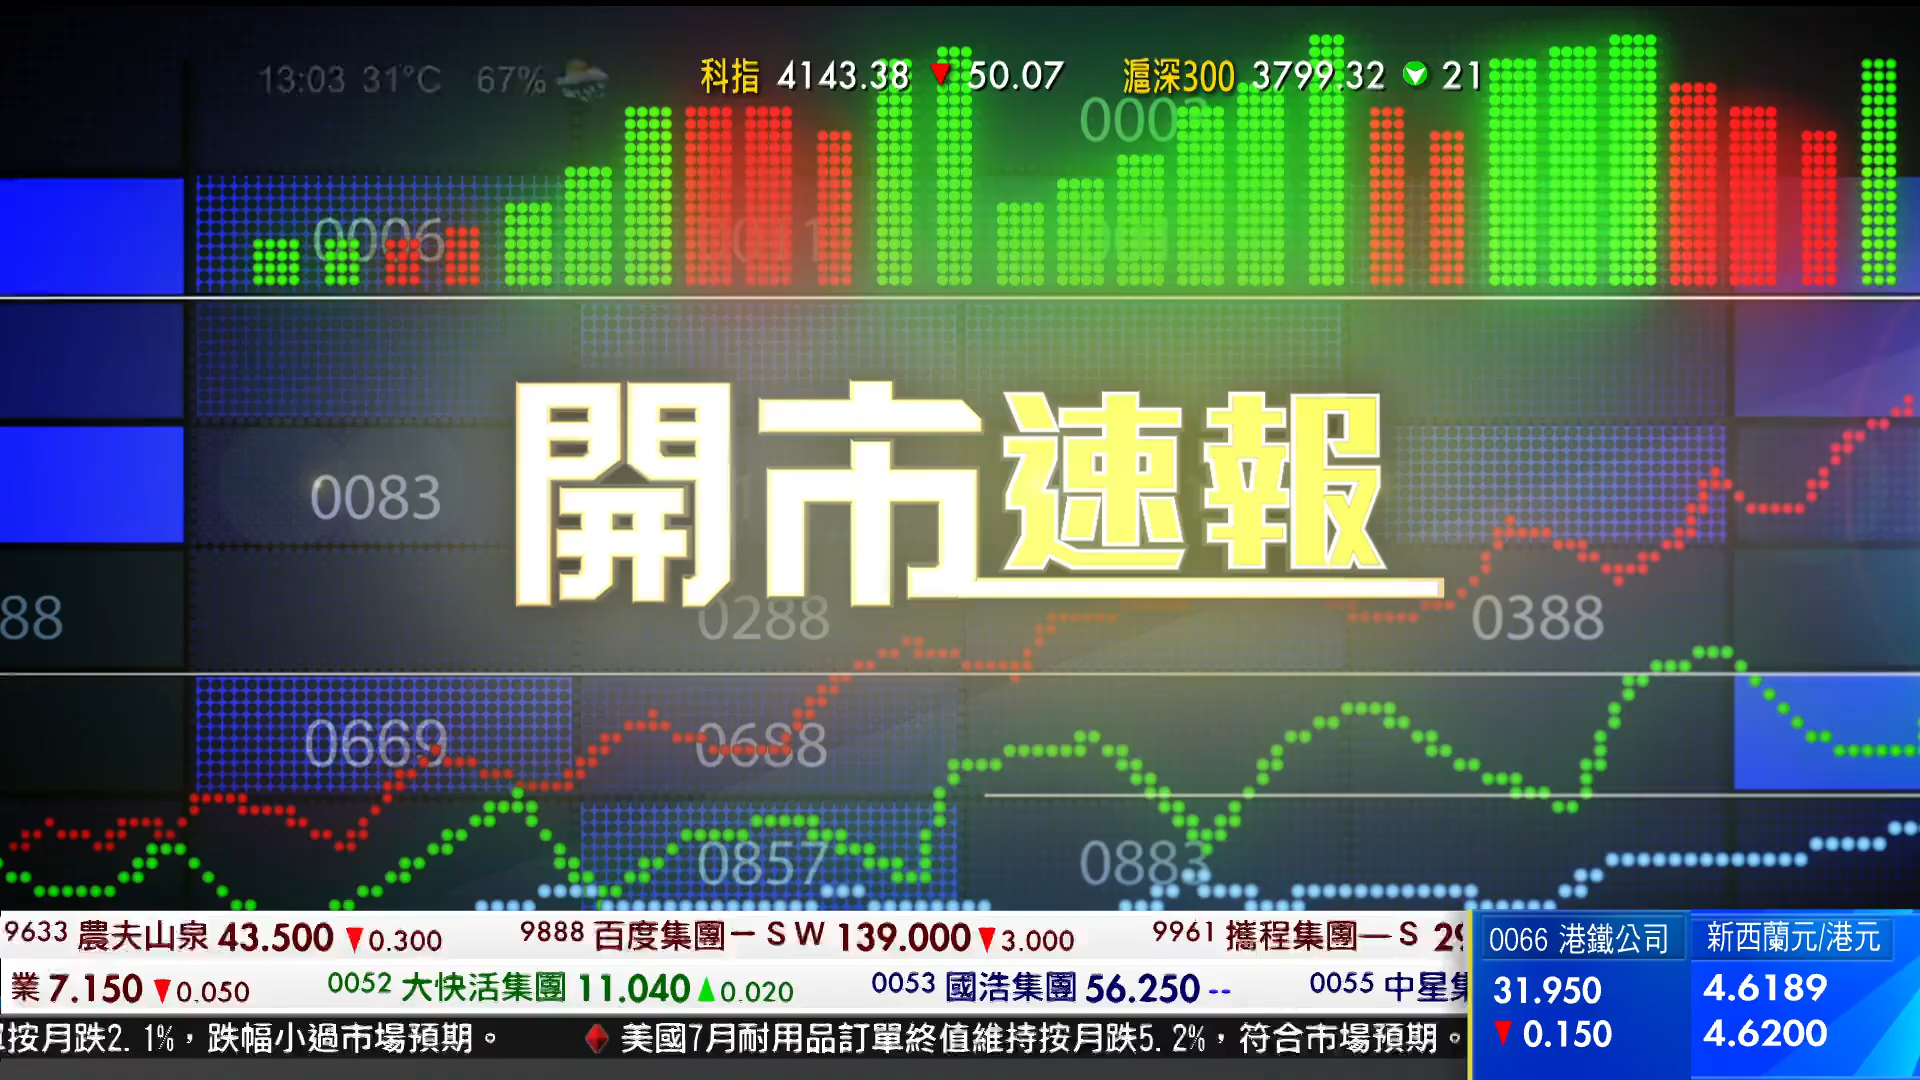 13:03 31°C 67% 科指 4143.38 ▼ 50.07 滬深300 3799.32 21
0003
0006
0011
0083
0288
88
0388
0669
0688
0857
0883
開市速報
9633 農夫山泉 43.500 ▼0.300 9888 百度集團－ＳＷ 139.000 ▼3.000 9961 攜程集團—Ｓ
業 7.150 ▼0.050 0052 大快活集團 11.040 ▲0.020 0053 國浩集團 56.250 -- 0055 中星
按月跌2.1%，跌幅小過市場預期。 ♦ 美國7月耐用品訂單終值維持按月跌5.2%，符合市場預期。
0066 港鐵公司
31.950
▼ 0.150
新西蘭元/港元
4.6189
4.6200